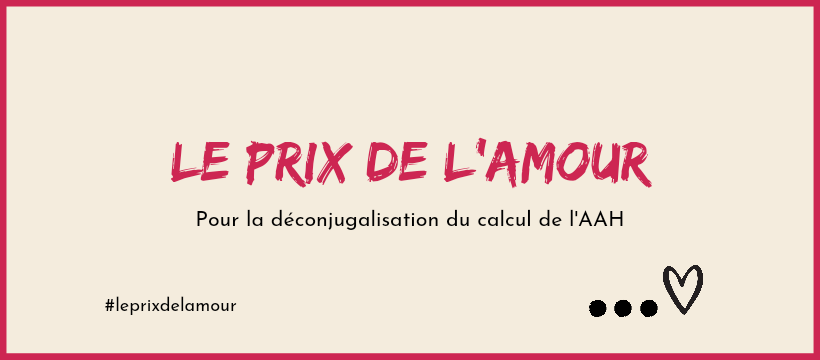 LE PRIX DE L'AMOUR
Pour la déconjugalisation du calcul de l'AAH
#leprixdelamour